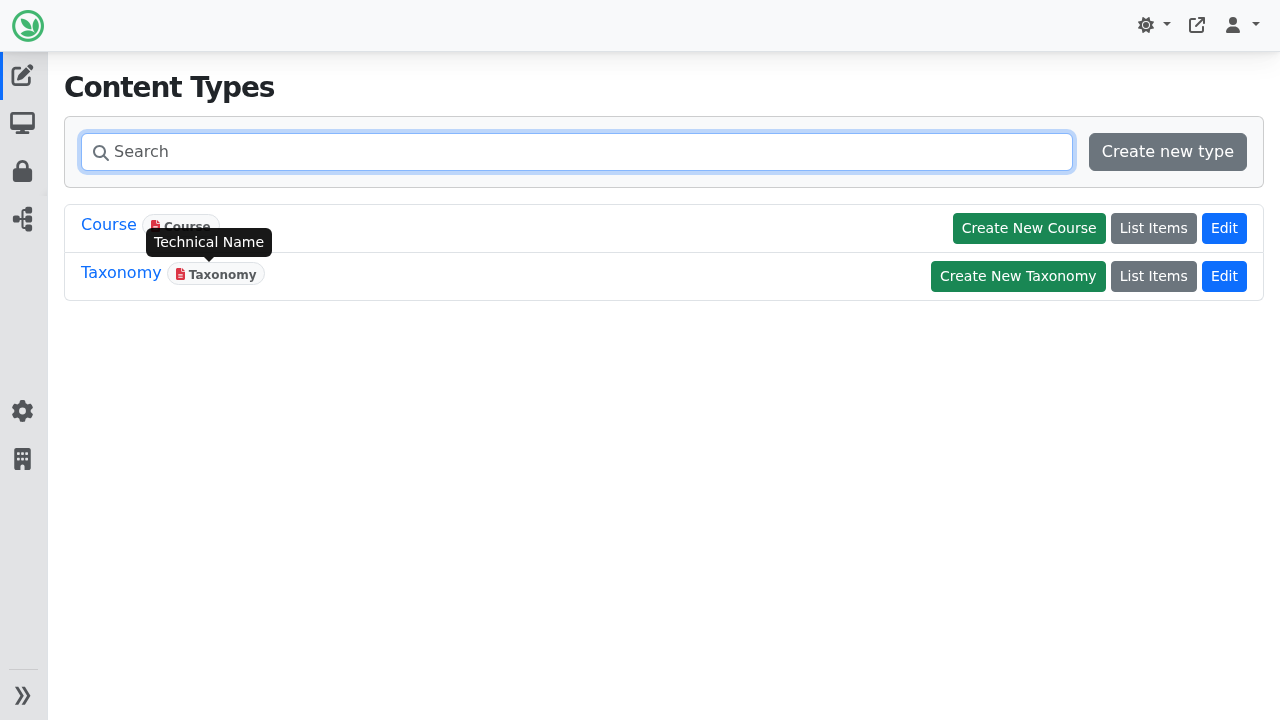 Content Types
Search
Create new type
Course Course
Create New Course List Items Edit
Technical Name
Taxonomy Taxonomy
Create New Taxonomy List Items Edit